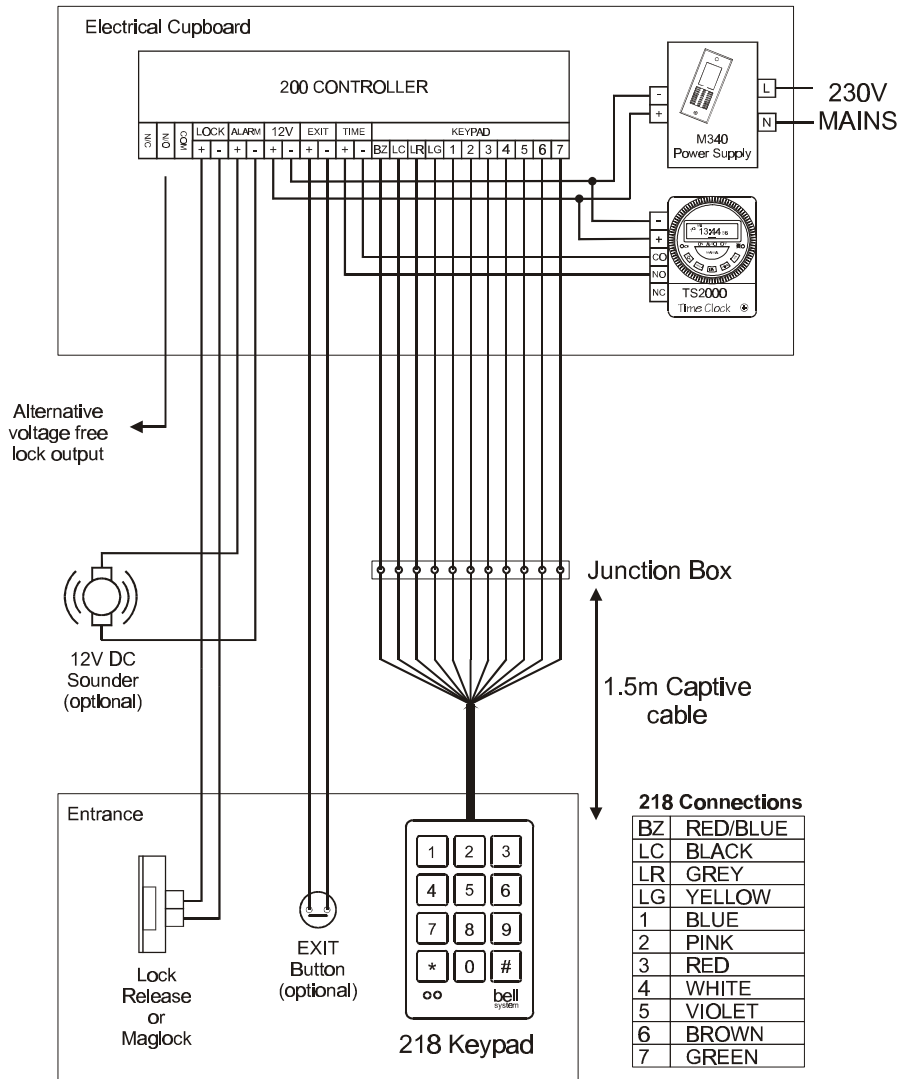 Electrical Cupboard
200 CONTROLLER
N/C N/O COM
LOCK ALARM 12V EXIT TIME KEYPAD
+ - + - + - + - + - BZ LC LR LG 1 2 3 4 5 6 7
-
+
M340
Power Supply
L
N
230V
MAINS
-
+
CO
NO
NC
13:44
TS2000
Time Clock
Alternative
voltage free
lock output
12V DC
Sounder
(optional)
Junction Box
1.5m Captive
cable
Entrance
Lock
Release
or
Maglock
EXIT
Button
(optional)
1 2 3
4 5 6
7 8 9
* 0 #
bell
system
218 Keypad
218 Connections
BZ RED/BLUE
LC BLACK
LR GREY
LG YELLOW
1 BLUE
2 PINK
3 RED
4 WHITE
5 VIOLET
6 BROWN
7 GREEN